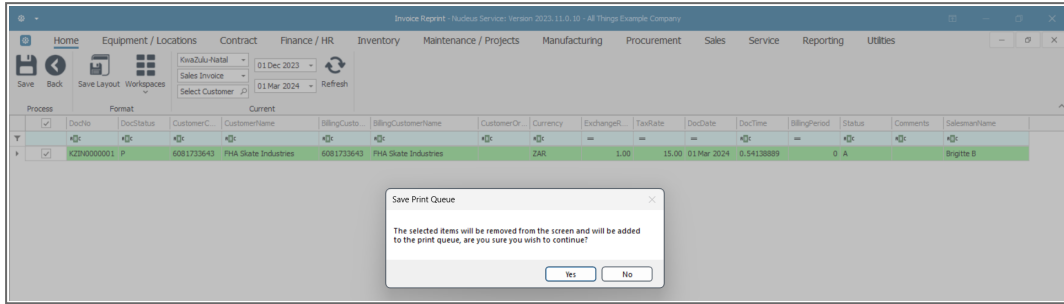 Invoice Reprint - Nucleus Service: Version 2023.11.0.10 - All Things Example Company
Home Equipment / Locations Contract Finance / HR Inventory Maintenance / Projects Manufacturing Procurement Sales Service Reporting Utilities
KwaZulu-Natal
01 Dec 2023
Sales Invoice
01 Mar 2024
Select Customer
Save Back Save Layout Workspaces Refresh
Process Format Current
DocNo DocStatus CustomerC... CustomerName BillingCusto... BillingCustomerName CustomerOr... Currency ExchangeR... TaxRate DocDate DocTime BillingPeriod Status Comments SalesmanName
= = = =
KZIN0000001 P 6081733643 FHA Skate Industries 6081733643 FHA Skate Industries ZAR 1.00 15.00 01 Mar 2024 0.54138889 0 A Brigitte B
Save Print Queue
The selected items will be removed from the screen and will be added
to the print queue, are you sure you wish to continue?
Yes No